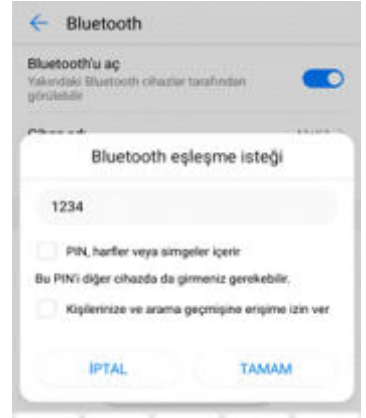 Bluetooth
Bluetooth'u aç
Yakındaki Bluetooth cihazlar tarafından
görülebilir
Bluetooth eşleşme isteği
1234
PIN, harfler veya simgeler içerir
Bu PIN'i diğer cihazda da girmeniz gerekebilir.
Kişilerinize ve arama geçmişine erişime izin ver
İPTAL
TAMAM